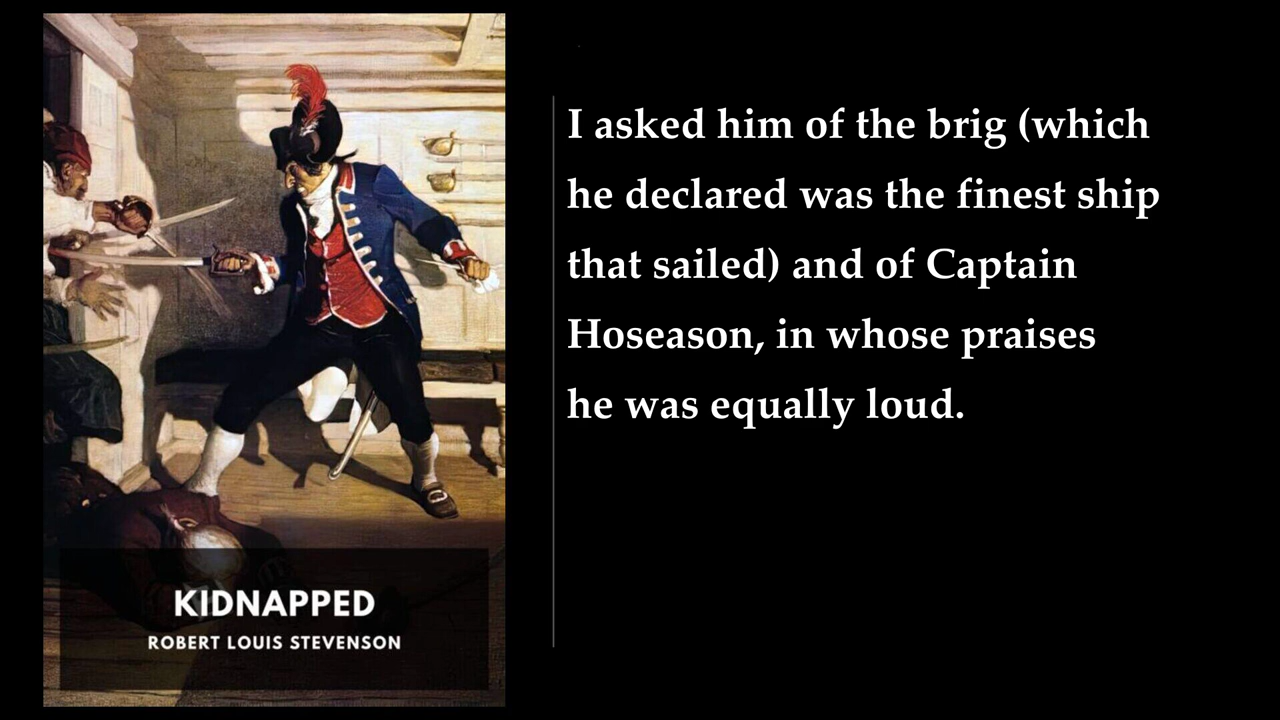 KIDNAPPED
ROBERT LOUIS STEVENSON
I asked him of the brig (which
he declared was the finest ship
that sailed) and of Captain
Hoseason, in whose praises
he was equally loud.